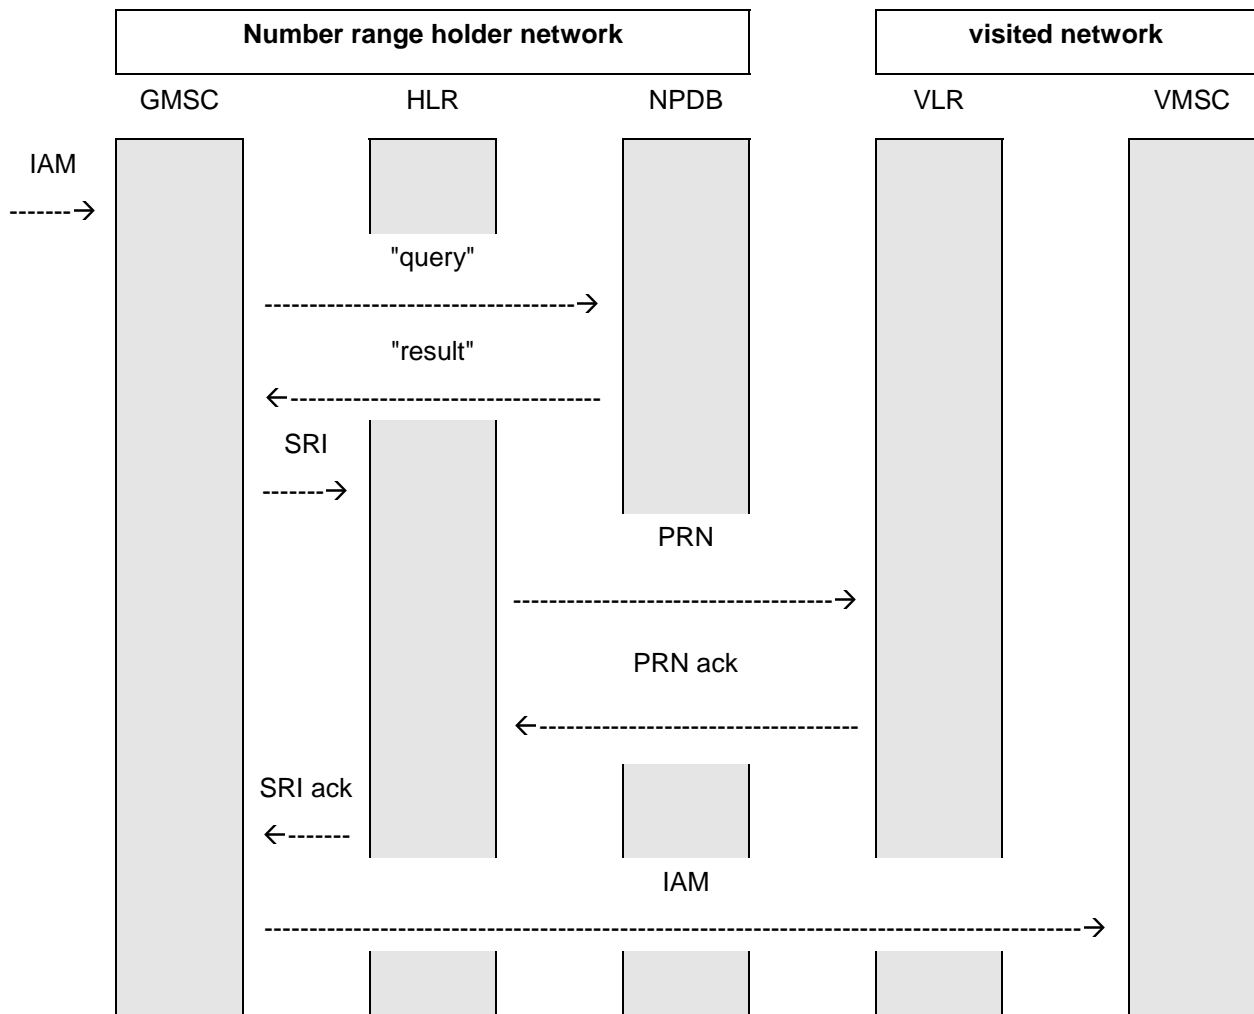 Number range holder network
visited network
GMSC HLR NPDB VLR VMSC
IAM
"query"
"result"
SRI
PRN
PRN ack
SRI ack
IAM